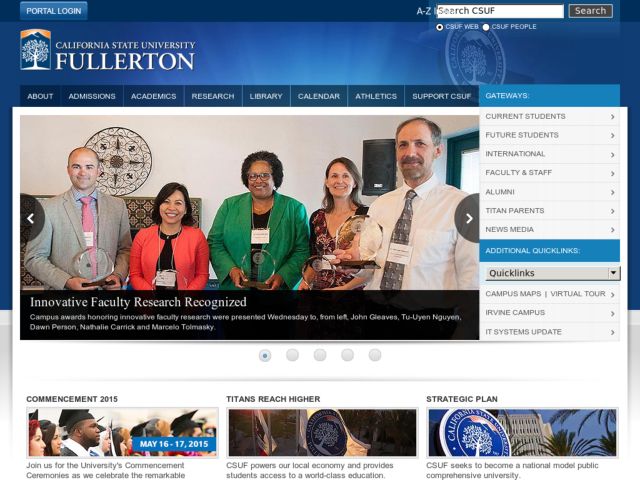 PORTAL LOGIN
A-Z
Search CSUF
Search
CSUF WEB
CSUF PEOPLE
CALIFORNIA STATE UNIVERSITY
FULLERTON
ABOUT
ADMISSIONS
ACADEMICS
RESEARCH
LIBRARY
CALENDAR
ATHLETICS
SUPPORT CSUF
GATEWAYS:
CURRENT STUDENTS
FUTURE STUDENTS
INTERNATIONAL
FACULTY & STAFF
ALUMNI
TITAN PARENTS
NEWS MEDIA
ADDITIONAL QUICKLINKS:
Quicklinks
CAMPUS MAPS | VIRTUAL TOUR
IRVINE CAMPUS
IT SYSTEMS UPDATE
Innovative Faculty Research Recognized
Campus awards honoring innovative faculty research were presented Wednesday to, from left, John Gleaves, Tu-Uyen Nguyen,
Dawn Person, Nathalie Carrick and Marcelo Tolmasky.
COMMENCEMENT 2015
MAY 16 - 17, 2015
Join us for the University's Commencement
Ceremonies as we celebrate the remarkable
TITANS REACH HIGHER
CSUF powers our local economy and provides
students access to a world-class education.
STRATEGIC PLAN
CALIFORNIA STATE
CSUF seeks to become a national model public
comprehensive university.